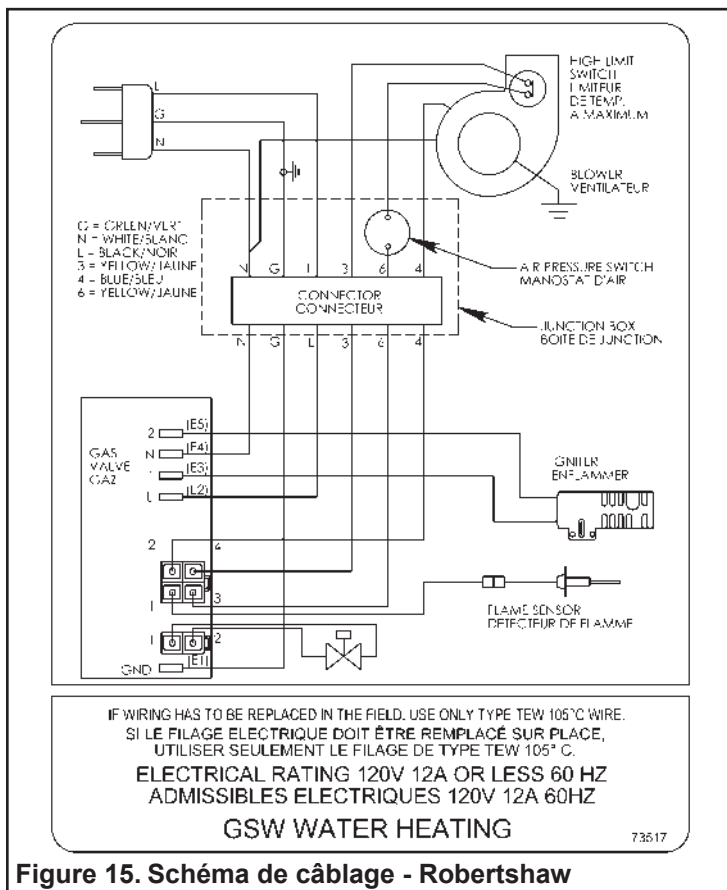 L
G
N
HIGH LIMIT
SWITCH
LIMITEUR
DE TEMP.
A MAXIMUM
BLOWER
VENTILATEUR
G = GREEN/VERT
N = WHITE/BLANC
L = BLACK/NOIR
3 = YELLOW/JAUNE
4 = BLUE/BLEU
6 = YELLOW/JAUNE
N G L 3 6 4
CONNECTOR
CONNECTEUR
N G L 3 6 4
AIR PRESSURE SWITCH
MANOSTAT D'AIR
JUNCTION BOX
BOITE DE JUNCTION
GAS
VALVE
GAZ
2 (E5)
N (E4)
(E3)
L (E2)
IGNITER
ENFLAMMER
2 4
1 3
1 2
(E1)
GND
FLAME SENSOR
DETECTEUR DE FLAMME
IF WIRING HAS TO BE REPLACED IN THE FIELD. USE ONLY TYPE TEW 105°C WIRE.
SI LE FILAGE ELECTRIQUE DOIT ÊTRE REMPLACÉ SUR PLACE,
UTILISER SEULEMENT LE FILAGE DE TYPE TEW 105° C.
ELECTRICAL RATING 120V 12A OR LESS 60 HZ
ADMISSIBLES ELECTRIQUES 120V 12A 60HZ
GSW WATER HEATING
73517
Figure 15. Schéma de câblage - Robertshaw